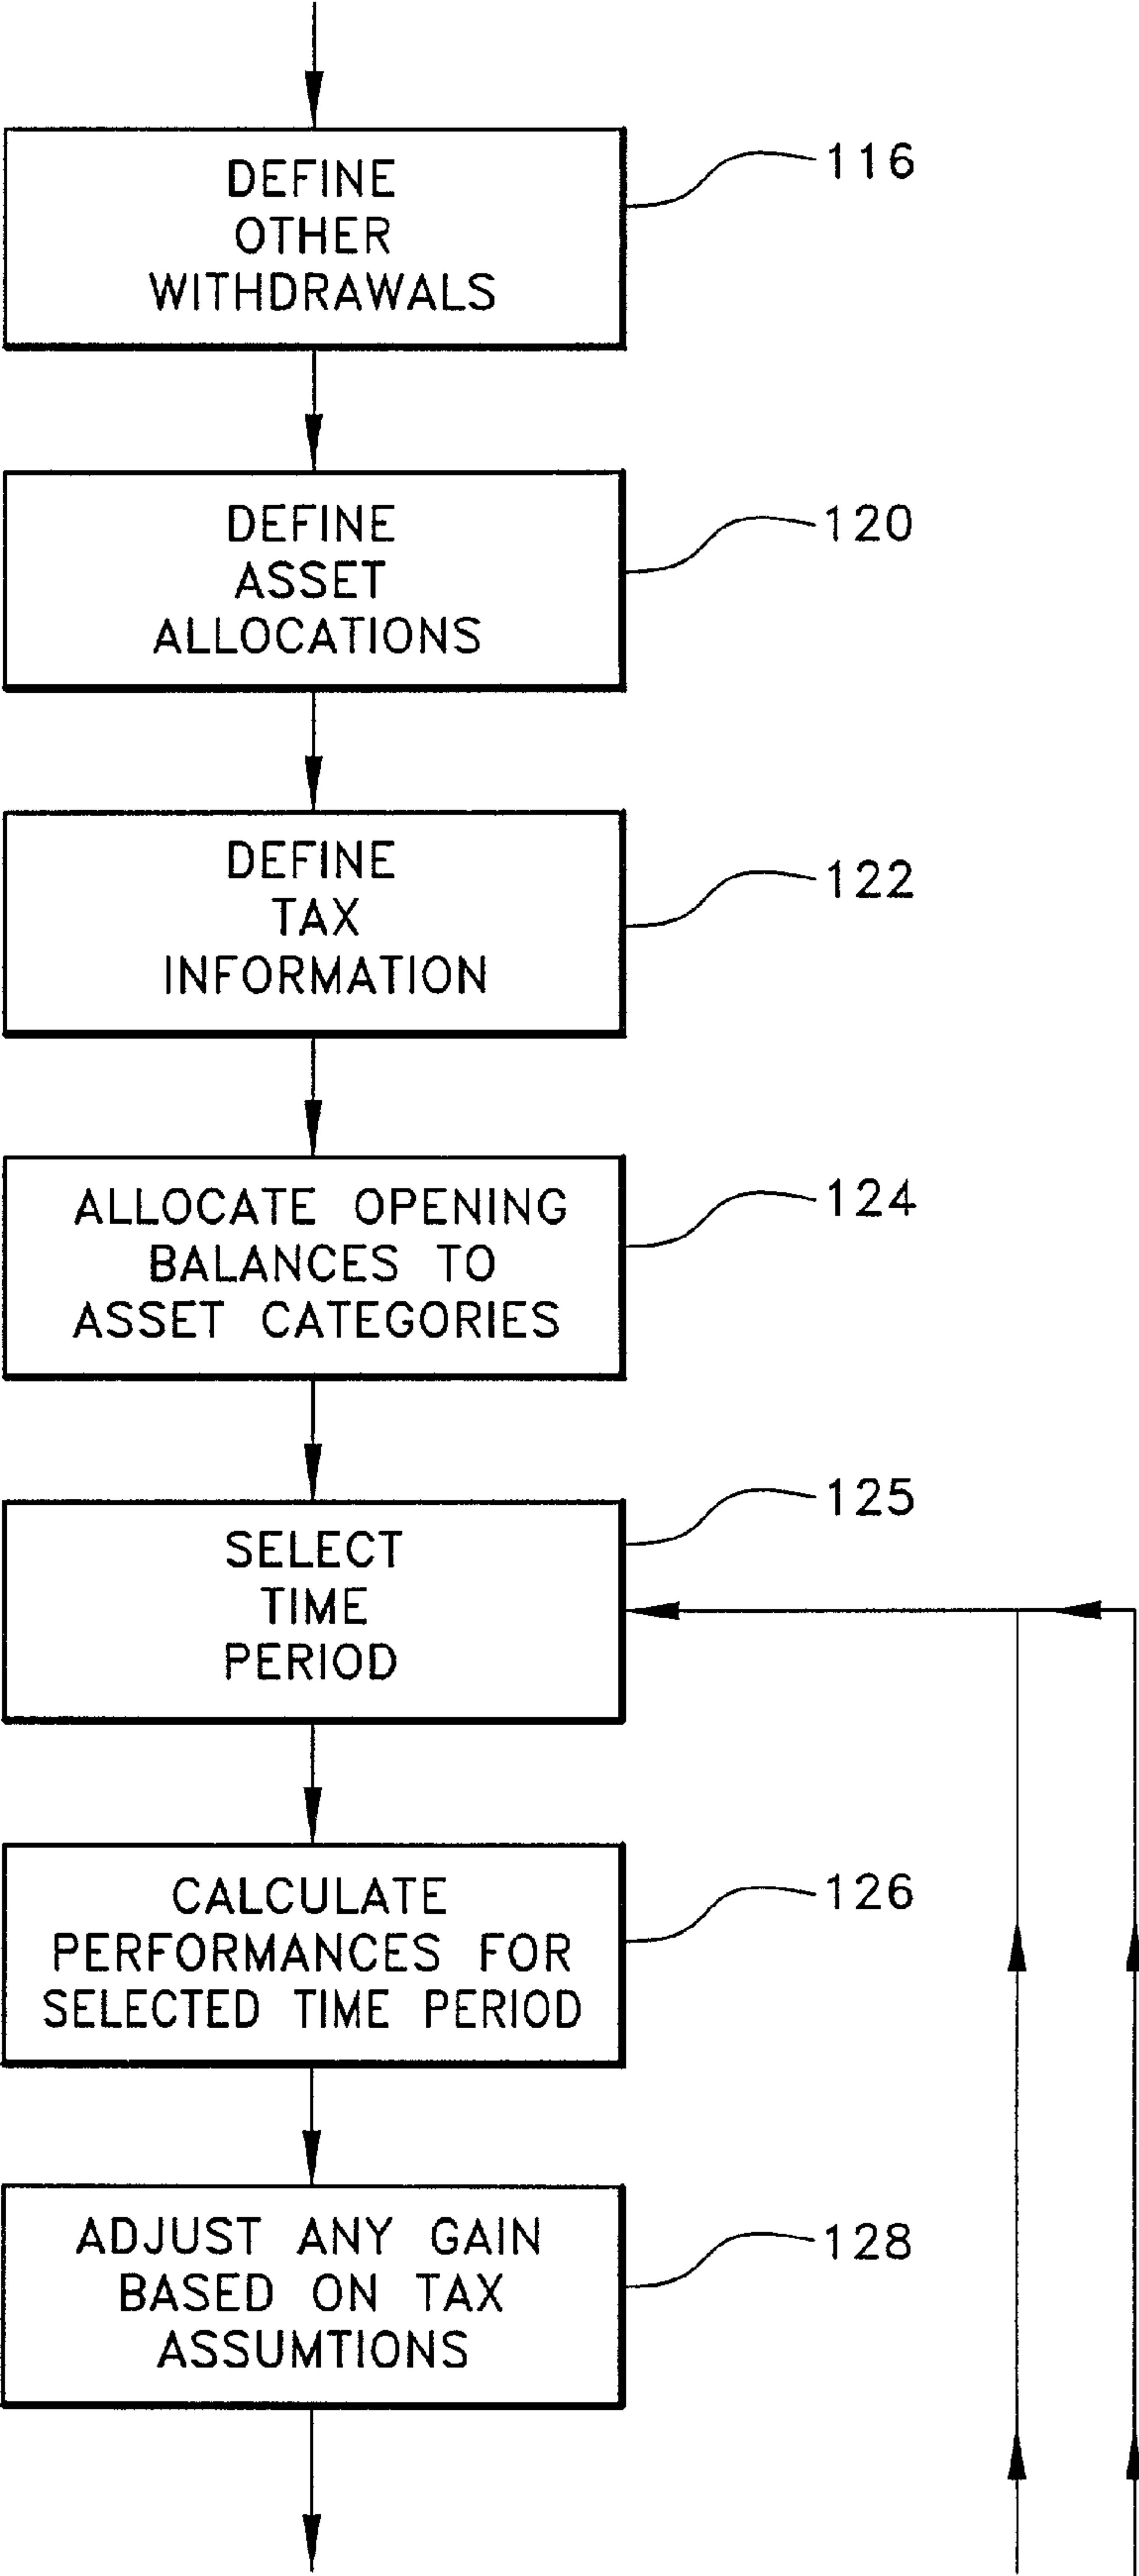 DEFINE
OTHER
WITHDRAWALS
116
DEFINE
ASSET
ALLOCATIONS
120
DEFINE
TAX
INFORMATION
122
ALLOCATE OPENING
BALANCES TO
ASSET CATEGORIES
124
SELECT
TIME
PERIOD
125
CALCULATE
PERFORMANCES FOR
SELECTED TIME PERIOD
126
ADJUST ANY GAIN
BASED ON TAX
ASSUMTIONS
128